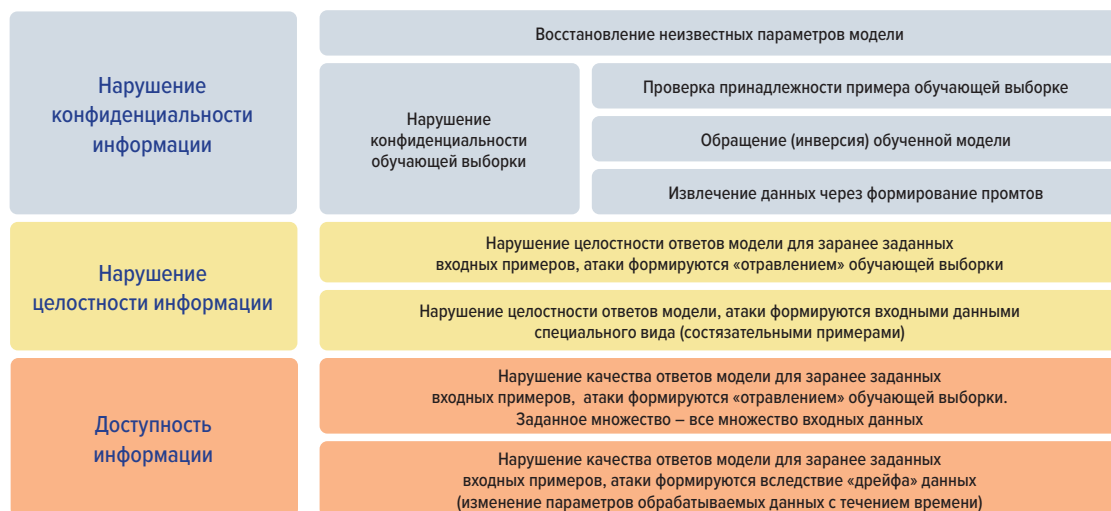 Нарушение
конфиденциальности
информации
Восстановление неизвестных параметров модели
Нарушение
конфиденциальности
обучающей выборки
Проверка принадлежности примера обучающей выборке
Обращение (инверсия) обученной модели
Извлечение данных через формирование промтов
Нарушение
целостности информации
Нарушение целостности ответов модели для заранее заданных
входных примеров, атаки формируются «отравлением» обучающей выборки
Нарушение целостности ответов модели, атаки формируются входными данными
специального вида (состязательными примерами)
Доступность
информации
Нарушение качества ответов модели для заранее заданных
входных примеров, атаки формируются «отравлением» обучающей выборки.
Заданное множество – все множество входных данных
Нарушение качества ответов модели для заранее заданных
входных примеров, атаки формируются вследствие «дрейфа» данных
(изменение параметров обрабатываемых данных с течением времени)